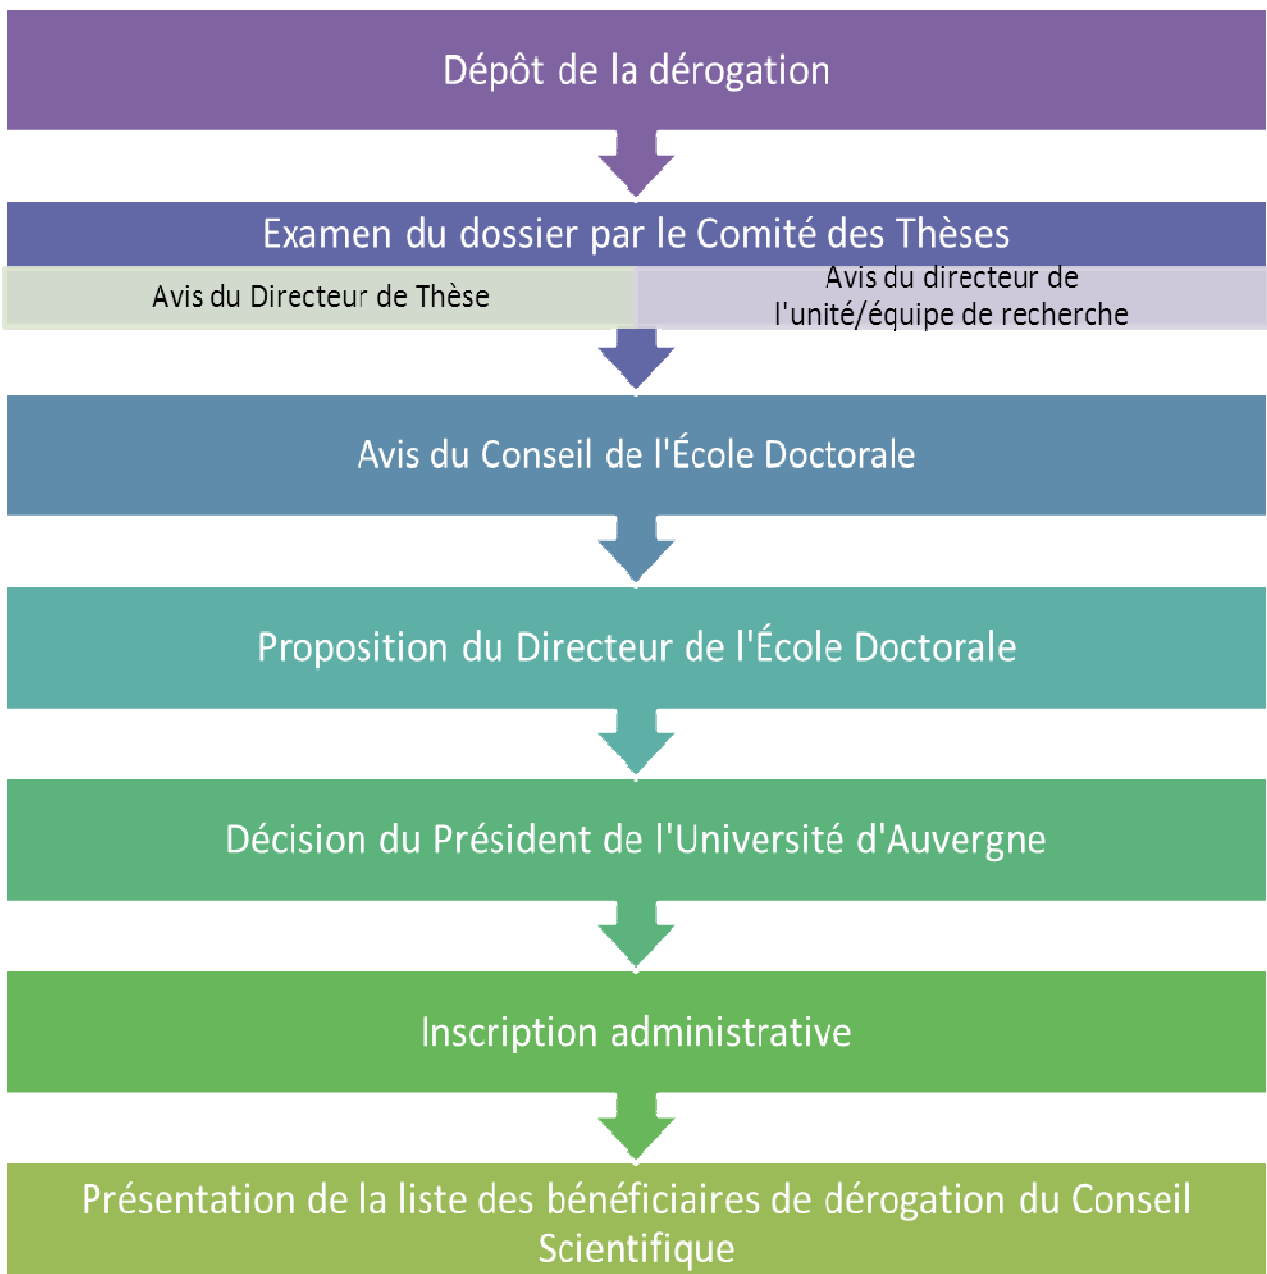 Dépôt de la dérogation
Examen du dossier par le Comité des Thèses
Avis du Directeur de Thèse
Avis du directeur de
l'unité/équipe de recherche
Avis du Conseil de l'École Doctorale
Proposition du Directeur de l'École Doctorale
Décision du Président de l'Université d'Auvergne
Inscription administrative
Présentation de la liste des bénéficiaires de dérogation du Conseil
Scientifique